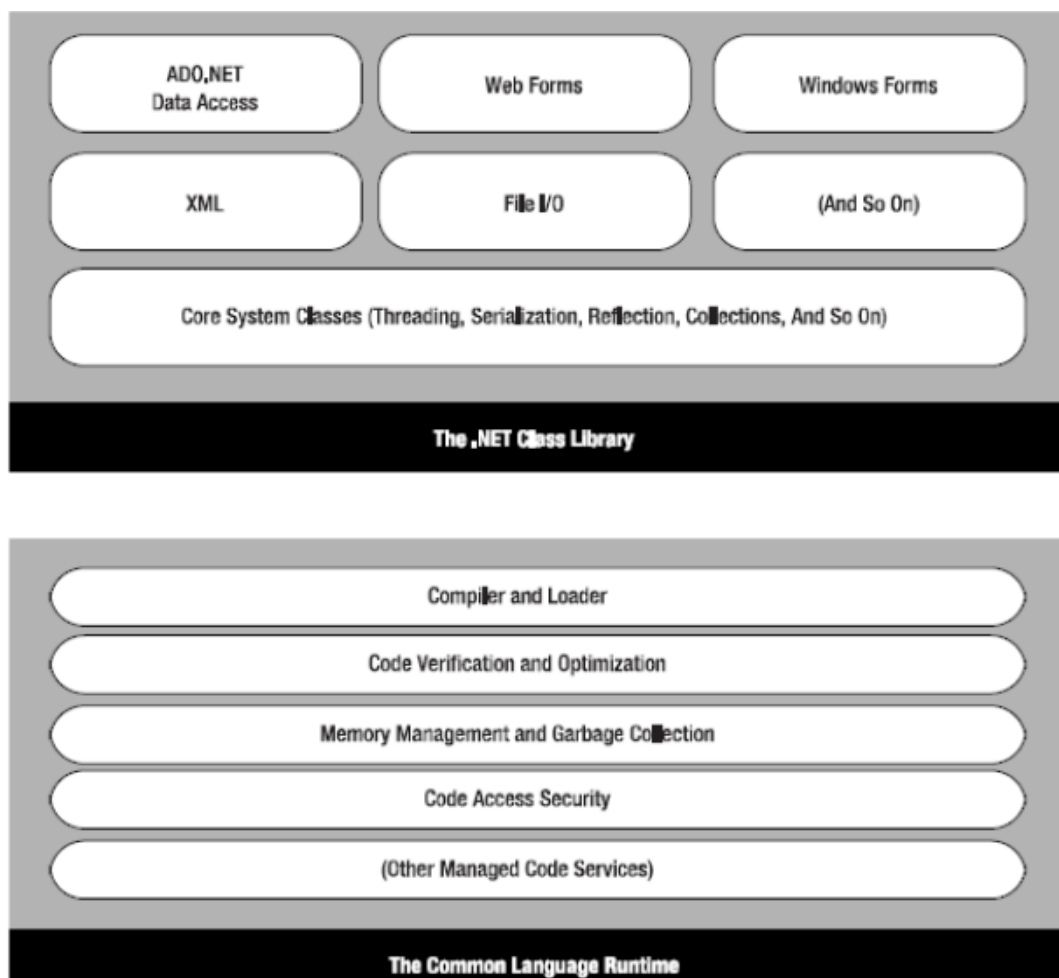 ADO.NET
Data Access
Web Forms
Windows Forms
XML
File I/O
(And So On)
Core System Classes (Threading, Serialization, Reflection, Collections, And So On)
The .NET Class Library
Compiler and Loader
Code Verification and Optimization
Memory Management and Garbage Collection
Code Access Security
(Other Managed Code Services)
The Common Language Runtime